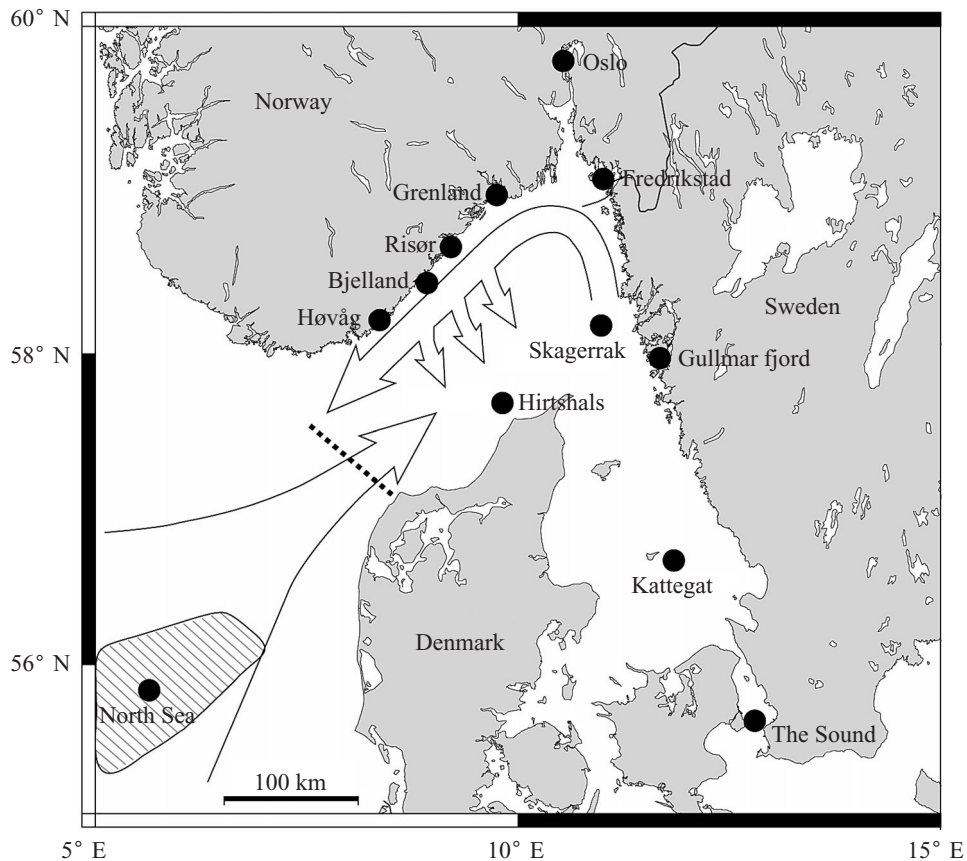 60° N
Oslo
Norway
Fredrikstad
Grenland
Risør
Bjelland
Sweden
Høvåg
Skagerrak
58° N
Gullmar fjord
Hirtshals
Kattegat
Denmark
56° N
North Sea
The Sound
100 km
5° E
10° E
15° E